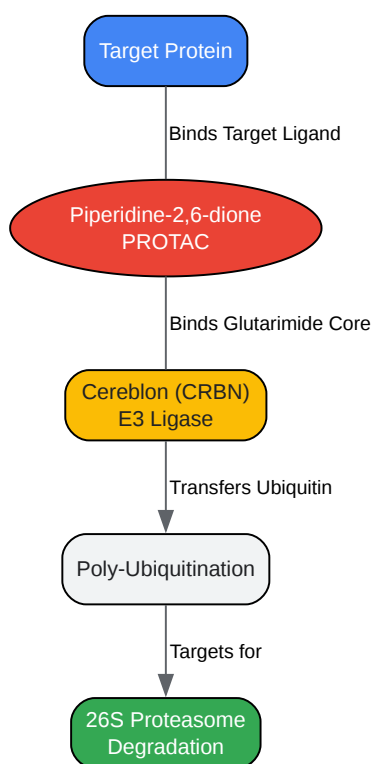 Target Protein
Binds Target Ligand
Piperidine-2,6-dione
PROTAC
Binds Glutarimide Core
Cereblon (CRBN)
E3 Ligase
Transfers Ubiquitin
Poly-Ubiquitination
Targets for
26S Proteasome
Degradation